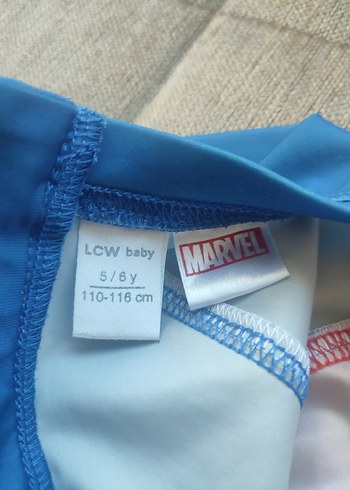 LCW baby
5/6 y
110-116 cm
MARVEL